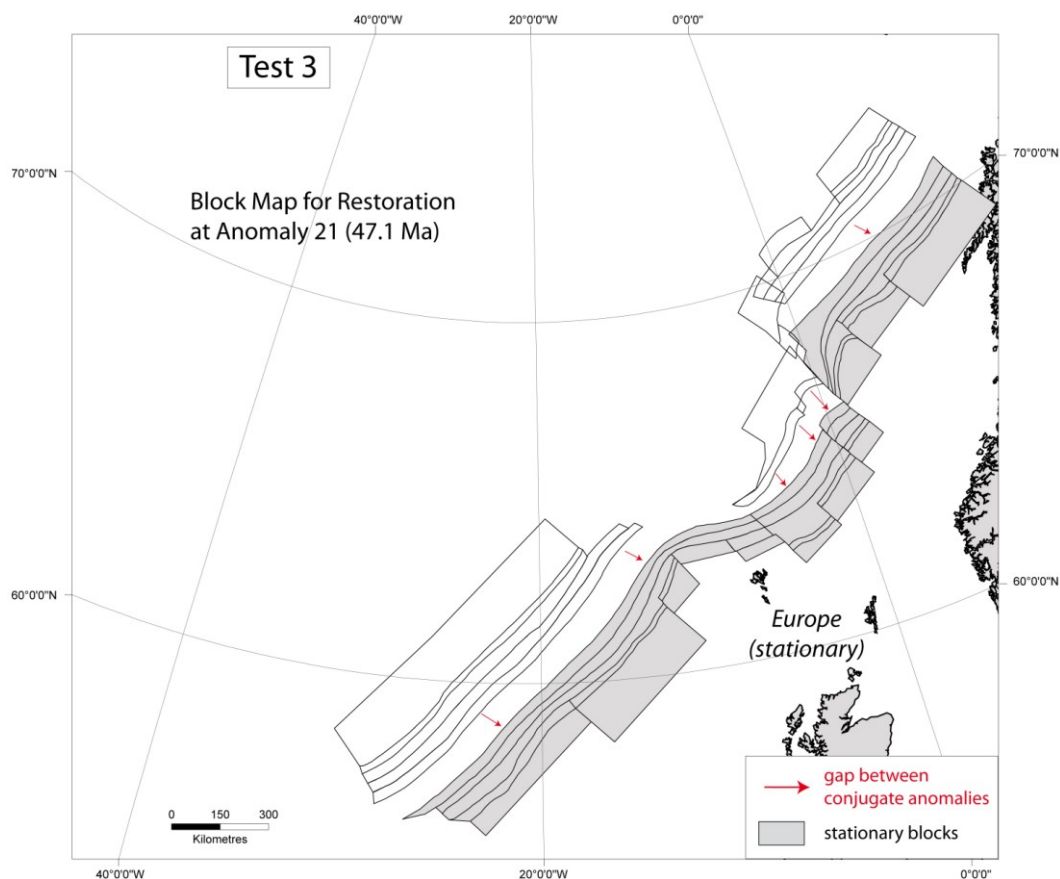 40°0'0"W
20°0'0"W
0°0'0"
Test 3
70°0'0"N
70°0'0"N
Block Map for Restoration
at Anomaly 21 (47.1 Ma)
60°0'0"N
60°0'0"N
Europe
(stationary)
gap between
conjugate anomalies
stationary blocks
0 150 300
Kilometres
40°0'0"W
20°0'0"W
0°0'0"